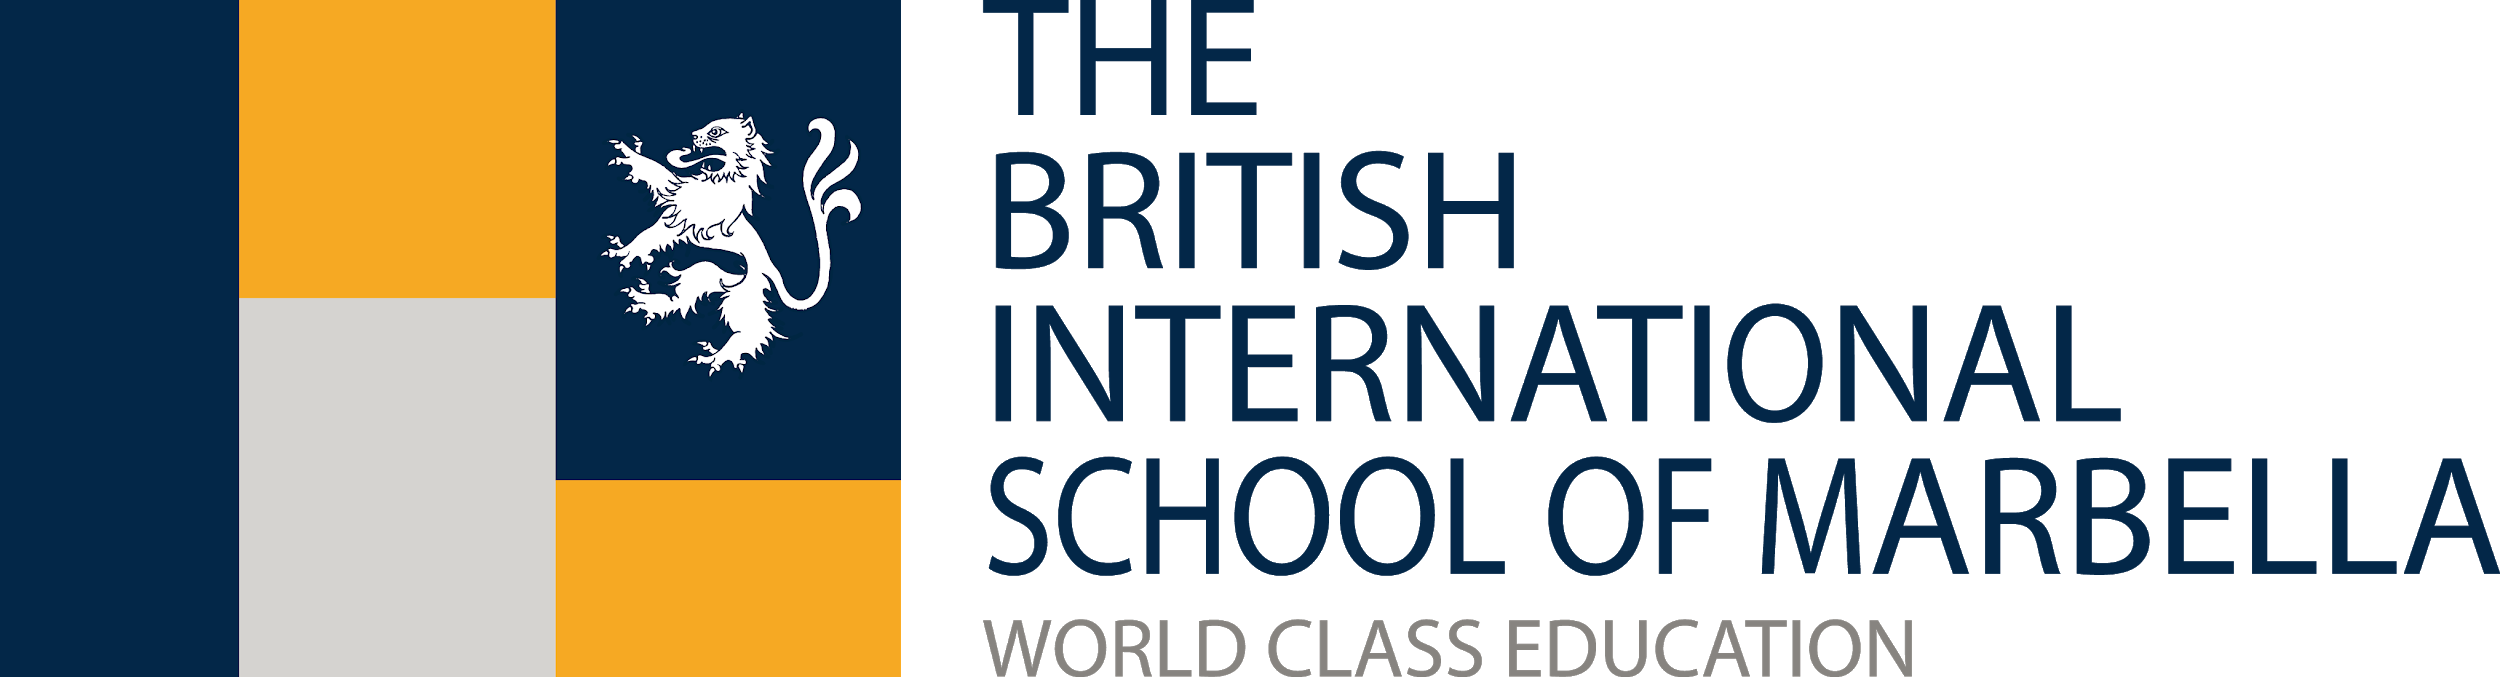 THE
BRITISH
INTERNATIONAL
SCHOOL OF MARBELLA
WORLD CLASS EDUCATION